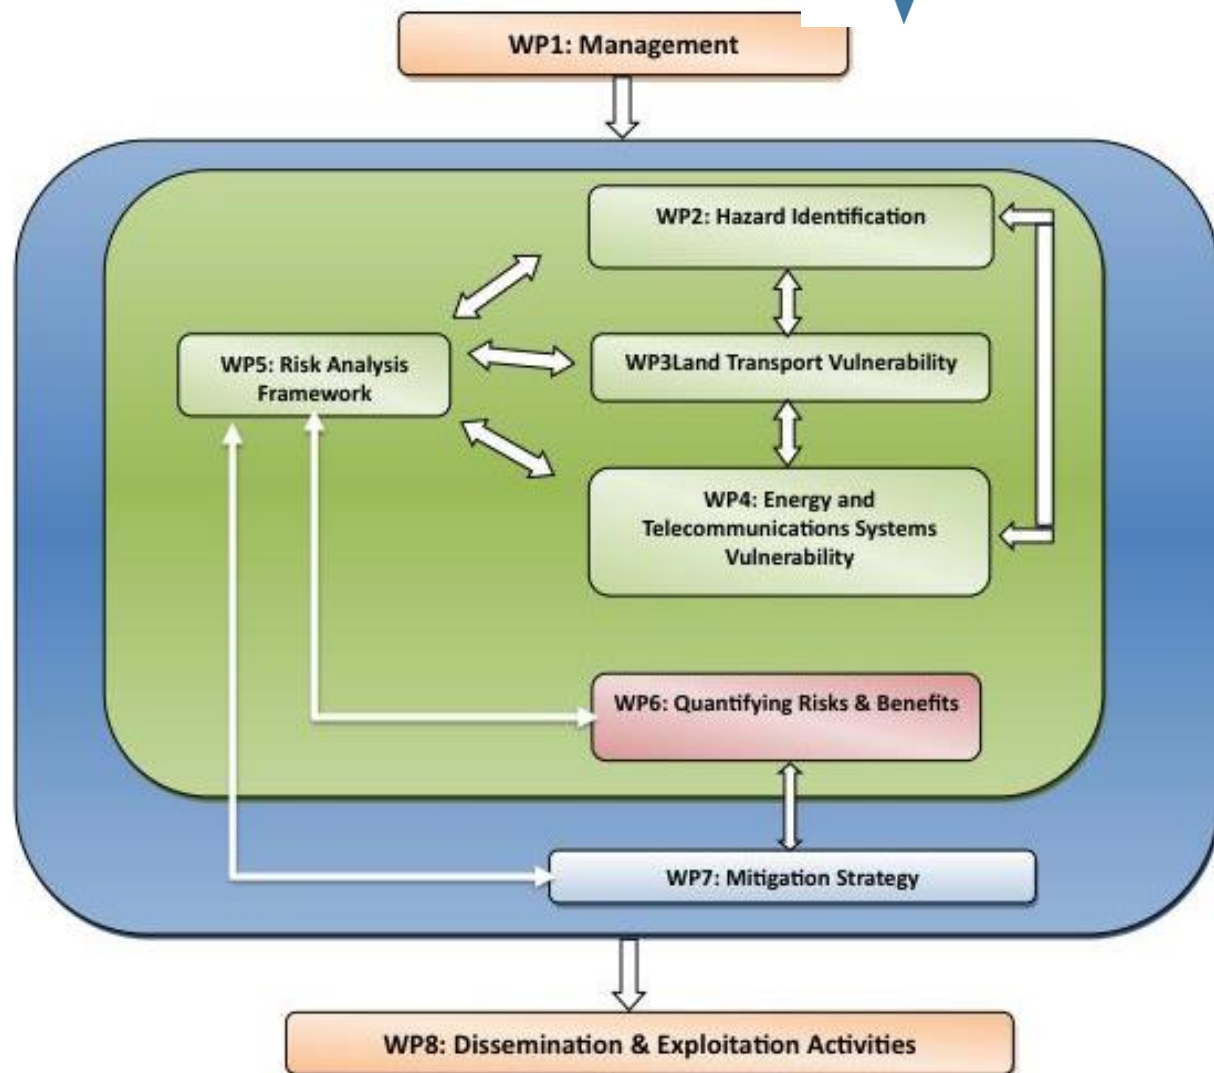 WP1: Management
WP2: Hazard Identification
WP5: Risk Analysis
Framework
WP3Land Transport Vulnerability
WP4: Energy and
Telecommunications Systems
Vulnerability
WP6: Quantifying Risks & Benefits
WP7: Mitigation Strategy
WP8: Dissemination & Exploitation Activities